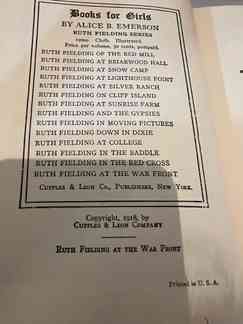 Books for Girls
BY ALICE B. EMERSON
RUTH FIELDING SERIES
12mo. Cloth. Illustrated.
Price per volume, 50 cents, postpaid.
RUTH FIELDING OF THE RED MILL
RUTH FIELDING AT BRIARWOOD HALL
RUTH FIELDING AT SNOW CAMP
RUTH FIELDING AT LIGHTHOUSE POINT
RUTH FIELDING AT SILVER RANCH
RUTH FIELDING ON CLIFF ISLAND
RUTH FIELDING AT SUNRISE FARM
RUTH FIELDING AND THE GYPSIES
RUTH FIELDING IN MOVING PICTURES
RUTH FIELDING DOWN IN DIXIE
RUTH FIELDING AT COLLEGE
RUTH FIELDING IN THE SADDLE
RUTH FIELDING IN THE RED CROSS
RUTH FIELDING AT THE WAR FRONT
CUPPLES & LEON CO., PUBLISHERS, NEW YORK.
Copyright, 1918, by
CUPPLES & LEON COMPANY
RUTH FIELDING AT THE WAR FRONT
Printed in U. S. A.